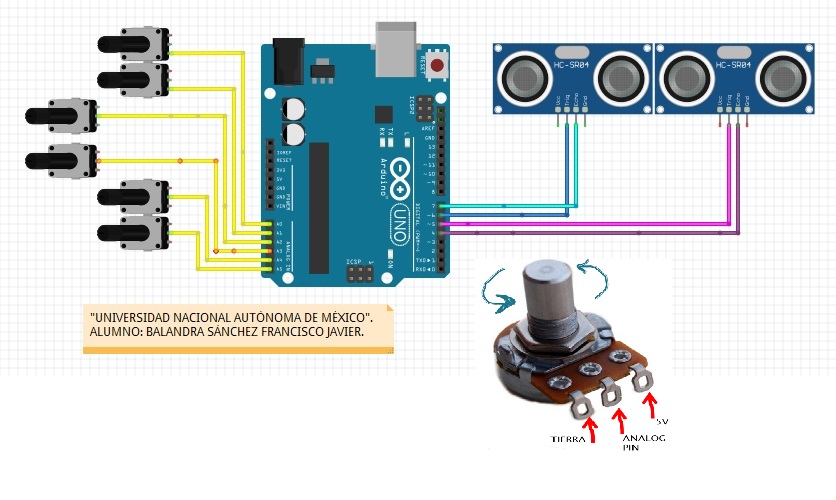 HC-SR04
HC-SR04
Vcc Trig Echo Gnd
Vcc Trig Echo Gnd
RESET
ICSP2
AREF
GND
13
~11
~10
~9
8
IOREF
RESET
3V3
5V
GND
GND
VIN
POWER
A0
A1
A2
A3
A4
A5
ANALOG IN
RX
TX
L
Arduino
UNO
ON
ICSP
7
~6
~5
4
~3
2
TXD 1
RXD 0
DIGITAL (PWM~)
"UNIVERSIDAD NACIONAL AUTÓNOMA DE MÉXICO".
ALUMNO: BALANDRA SÁNCHEZ FRANCISCO JAVIER.
5V
TIERRA
ANALOG
PIN